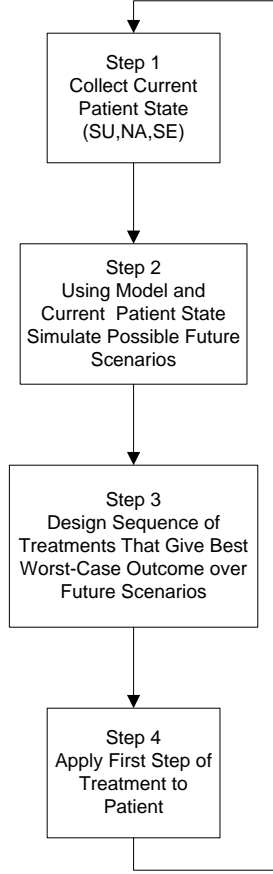 Step 1
Collect Current
Patient State
(SU,NA,SE)
Step 2
Using Model and
Current Patient State
Simulate Possible Future
Scenarios
Step 3
Design Sequence of
Treatments That Give Best
Worst-Case Outcome over
Future Scenarios
Step 4
Apply First Step of
Treatment to
Patient